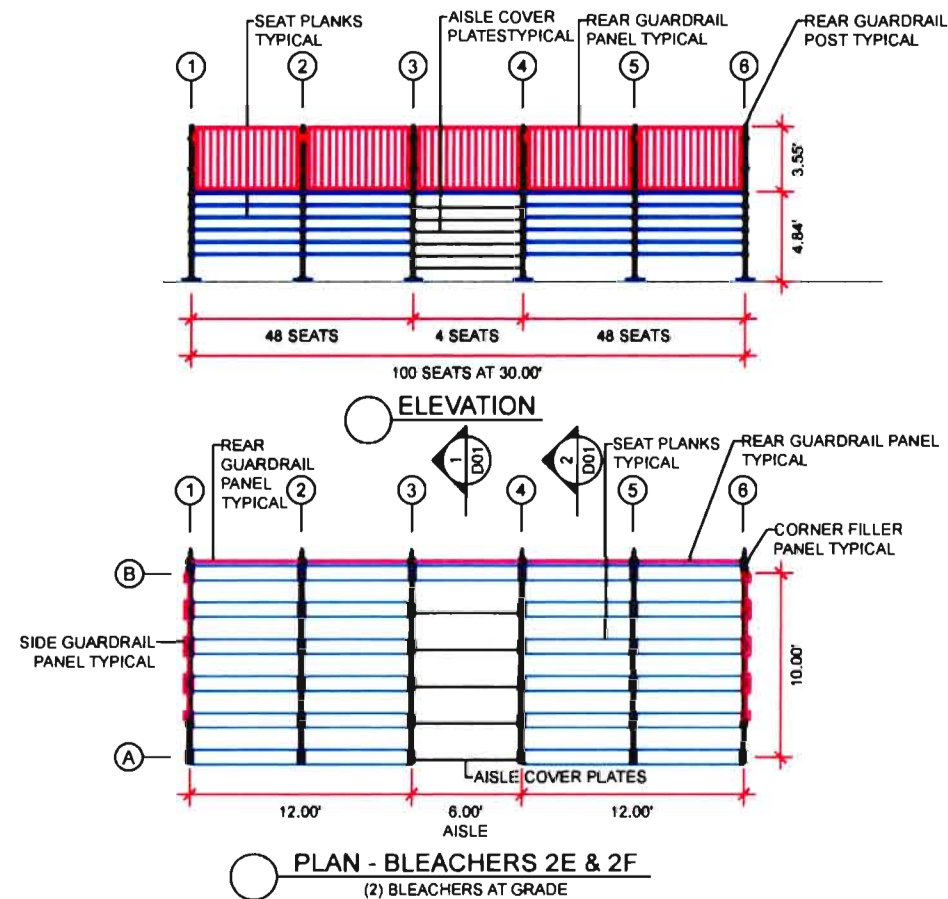 SEAT PLANKS
TYPICAL
AISLE COVER
PLATESTYPICAL
REAR GUARDRAIL
PANEL TYPICAL
REAR GUARDRAIL
POST TYPICAL
1 2 3 4 5 6
3.55'
4.84'
48 SEATS 4 SEATS 48 SEATS
100 SEATS AT 30.00'
ELEVATION
REAR
GUARDRAIL
PANEL
TYPICAL
1
D01
2
D01
SEAT PLANKS
TYPICAL
REAR GUARDRAIL PANEL
TYPICAL
1 2 3 4 5 6
CORNER FILLER
PANEL TYPICAL
B
SIDE GUARDRAIL
PANEL TYPICAL
10.00'
A
AISLE COVER PLATES
12.00' 6.00' 12.00'
AISLE
PLAN - BLEACHERS 2E & 2F
(2) BLEACHERS AT GRADE